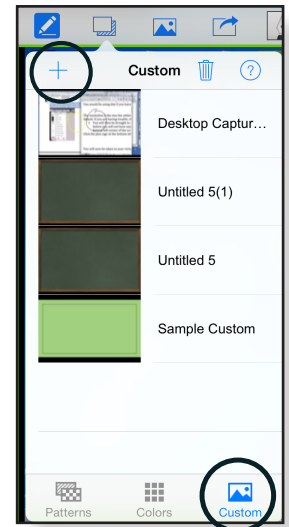 Custom
Desktop Captur...
Untitled 5(1)
Untitled 5
Sample Custom
Patterns
Colors
Custom